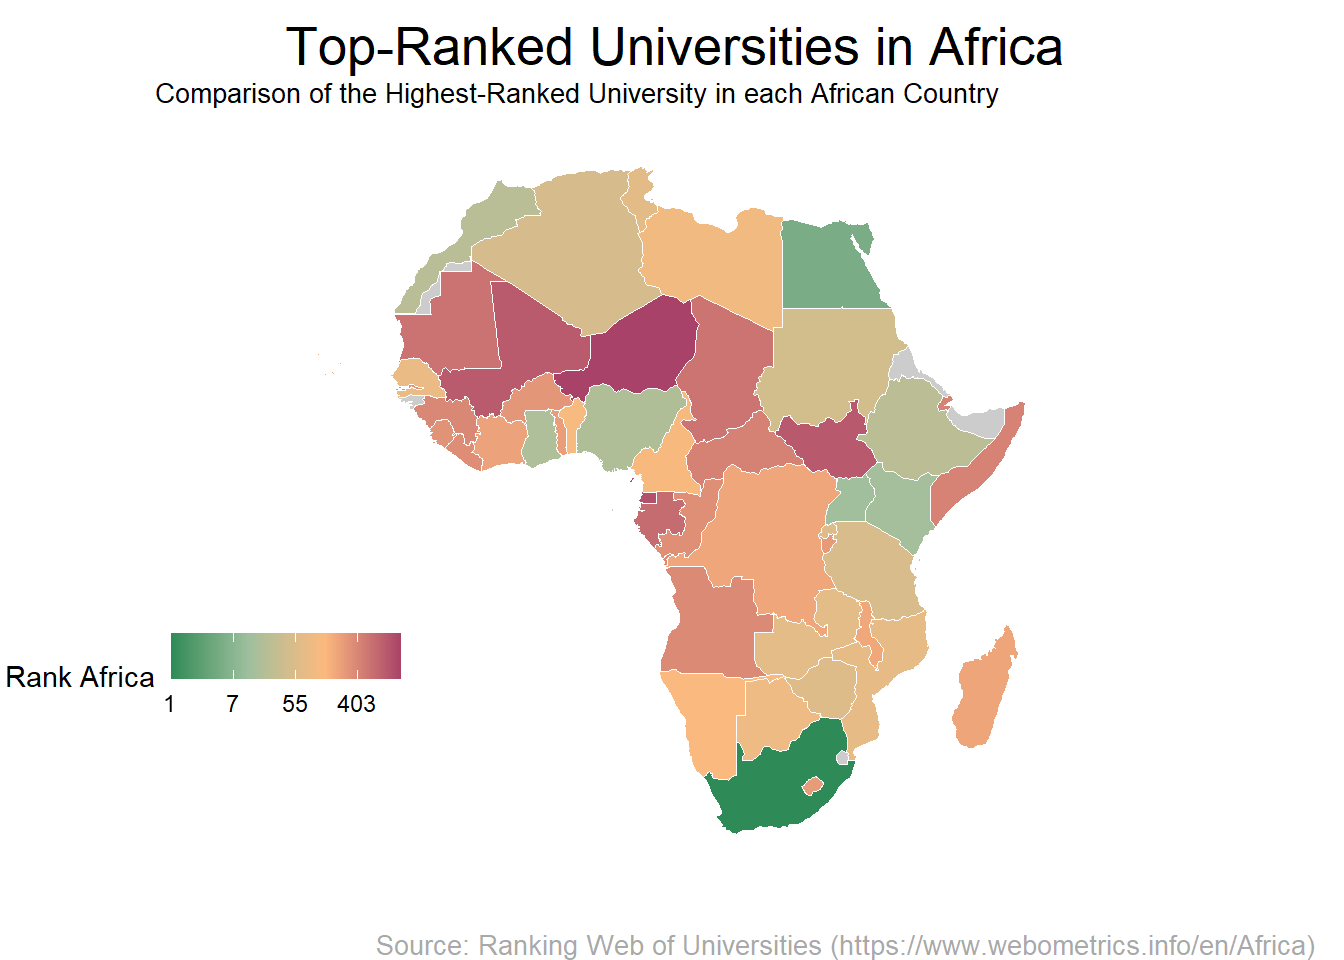 Top-Ranked Universities in Africa
Comparison of the Highest-Ranked University in each African Country
Rank Africa
1 7 55 403
Source: Ranking Web of Universities (https://www.webometrics.info/en/Africa)